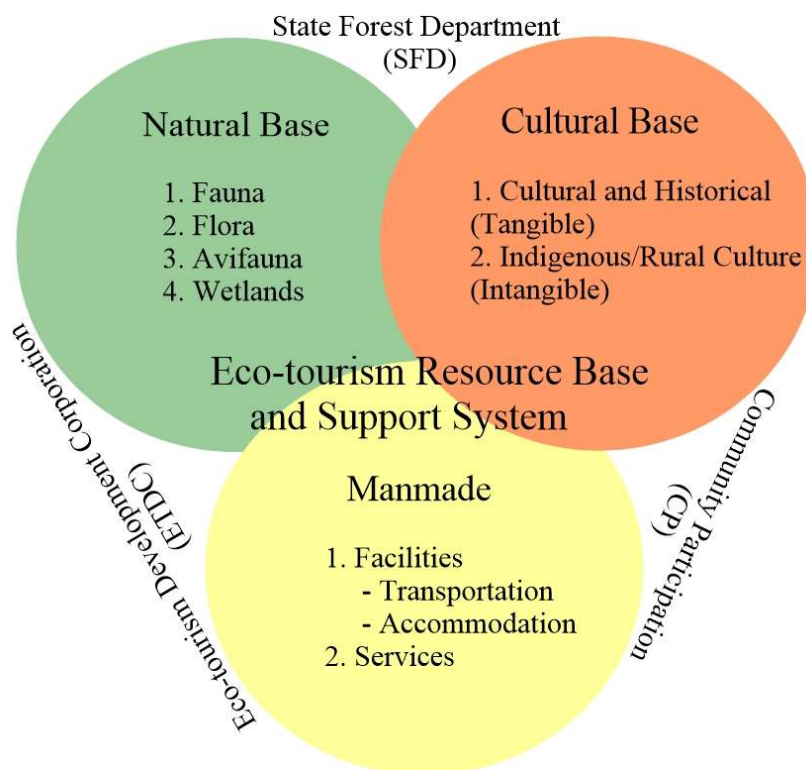 State Forest Department
(SFD)
Natural Base
1. Fauna
2. Flora
3. Avifauna
4. Wetlands
Cultural Base
1. Cultural and Historical
(Tangible)
2. Indigenous/Rural Culture
(Intangible)
Eco-tourism Resource Base
and Support System
Manmade
1. Facilities
- Transportation
- Accommodation
2. Services
Eco-tourism Development Corporation
(ETDC)
Community Participation
(CP)